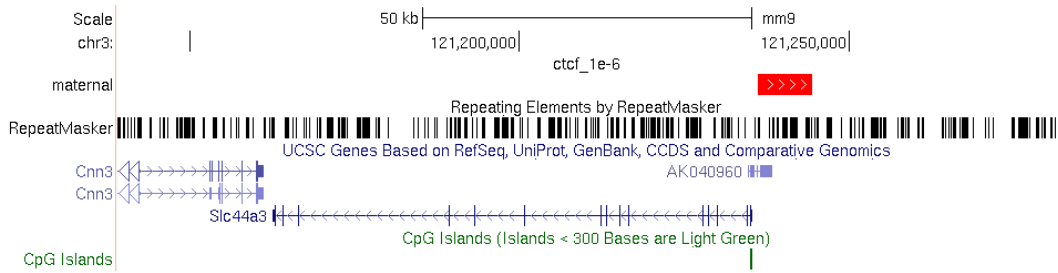 Scale 50 kb mm9
chr3: 121,200,000 121,250,000
ctcf_1e-6
maternal
Repeating Elements by RepeatMasker
RepeatMasker
UCSC Genes Based on RefSeq, UniProt, GenBank, CCDS and Comparative Genomics
Cnn3 AK040960
Cnn3
Slc44a3
CpG Islands (Islands < 300 Bases are Light Green)
CpG Islands